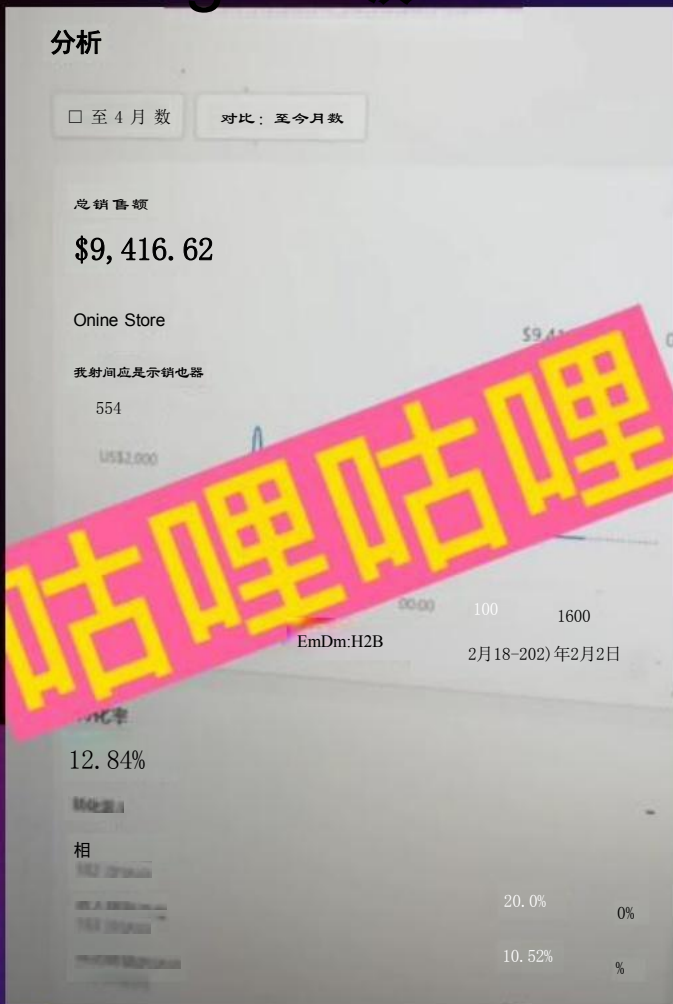 分析
□ 至4月数
对比：至今月数
总销售额
$9,416.62
Onine Store
我射间应是示销也器
554
US$2,000
咕哩咕哩
00:00
100
1600
EmDm:H2B
2月18-202)年2月2日
化率
12.84%
相
20.0%
0%
10.52%
%